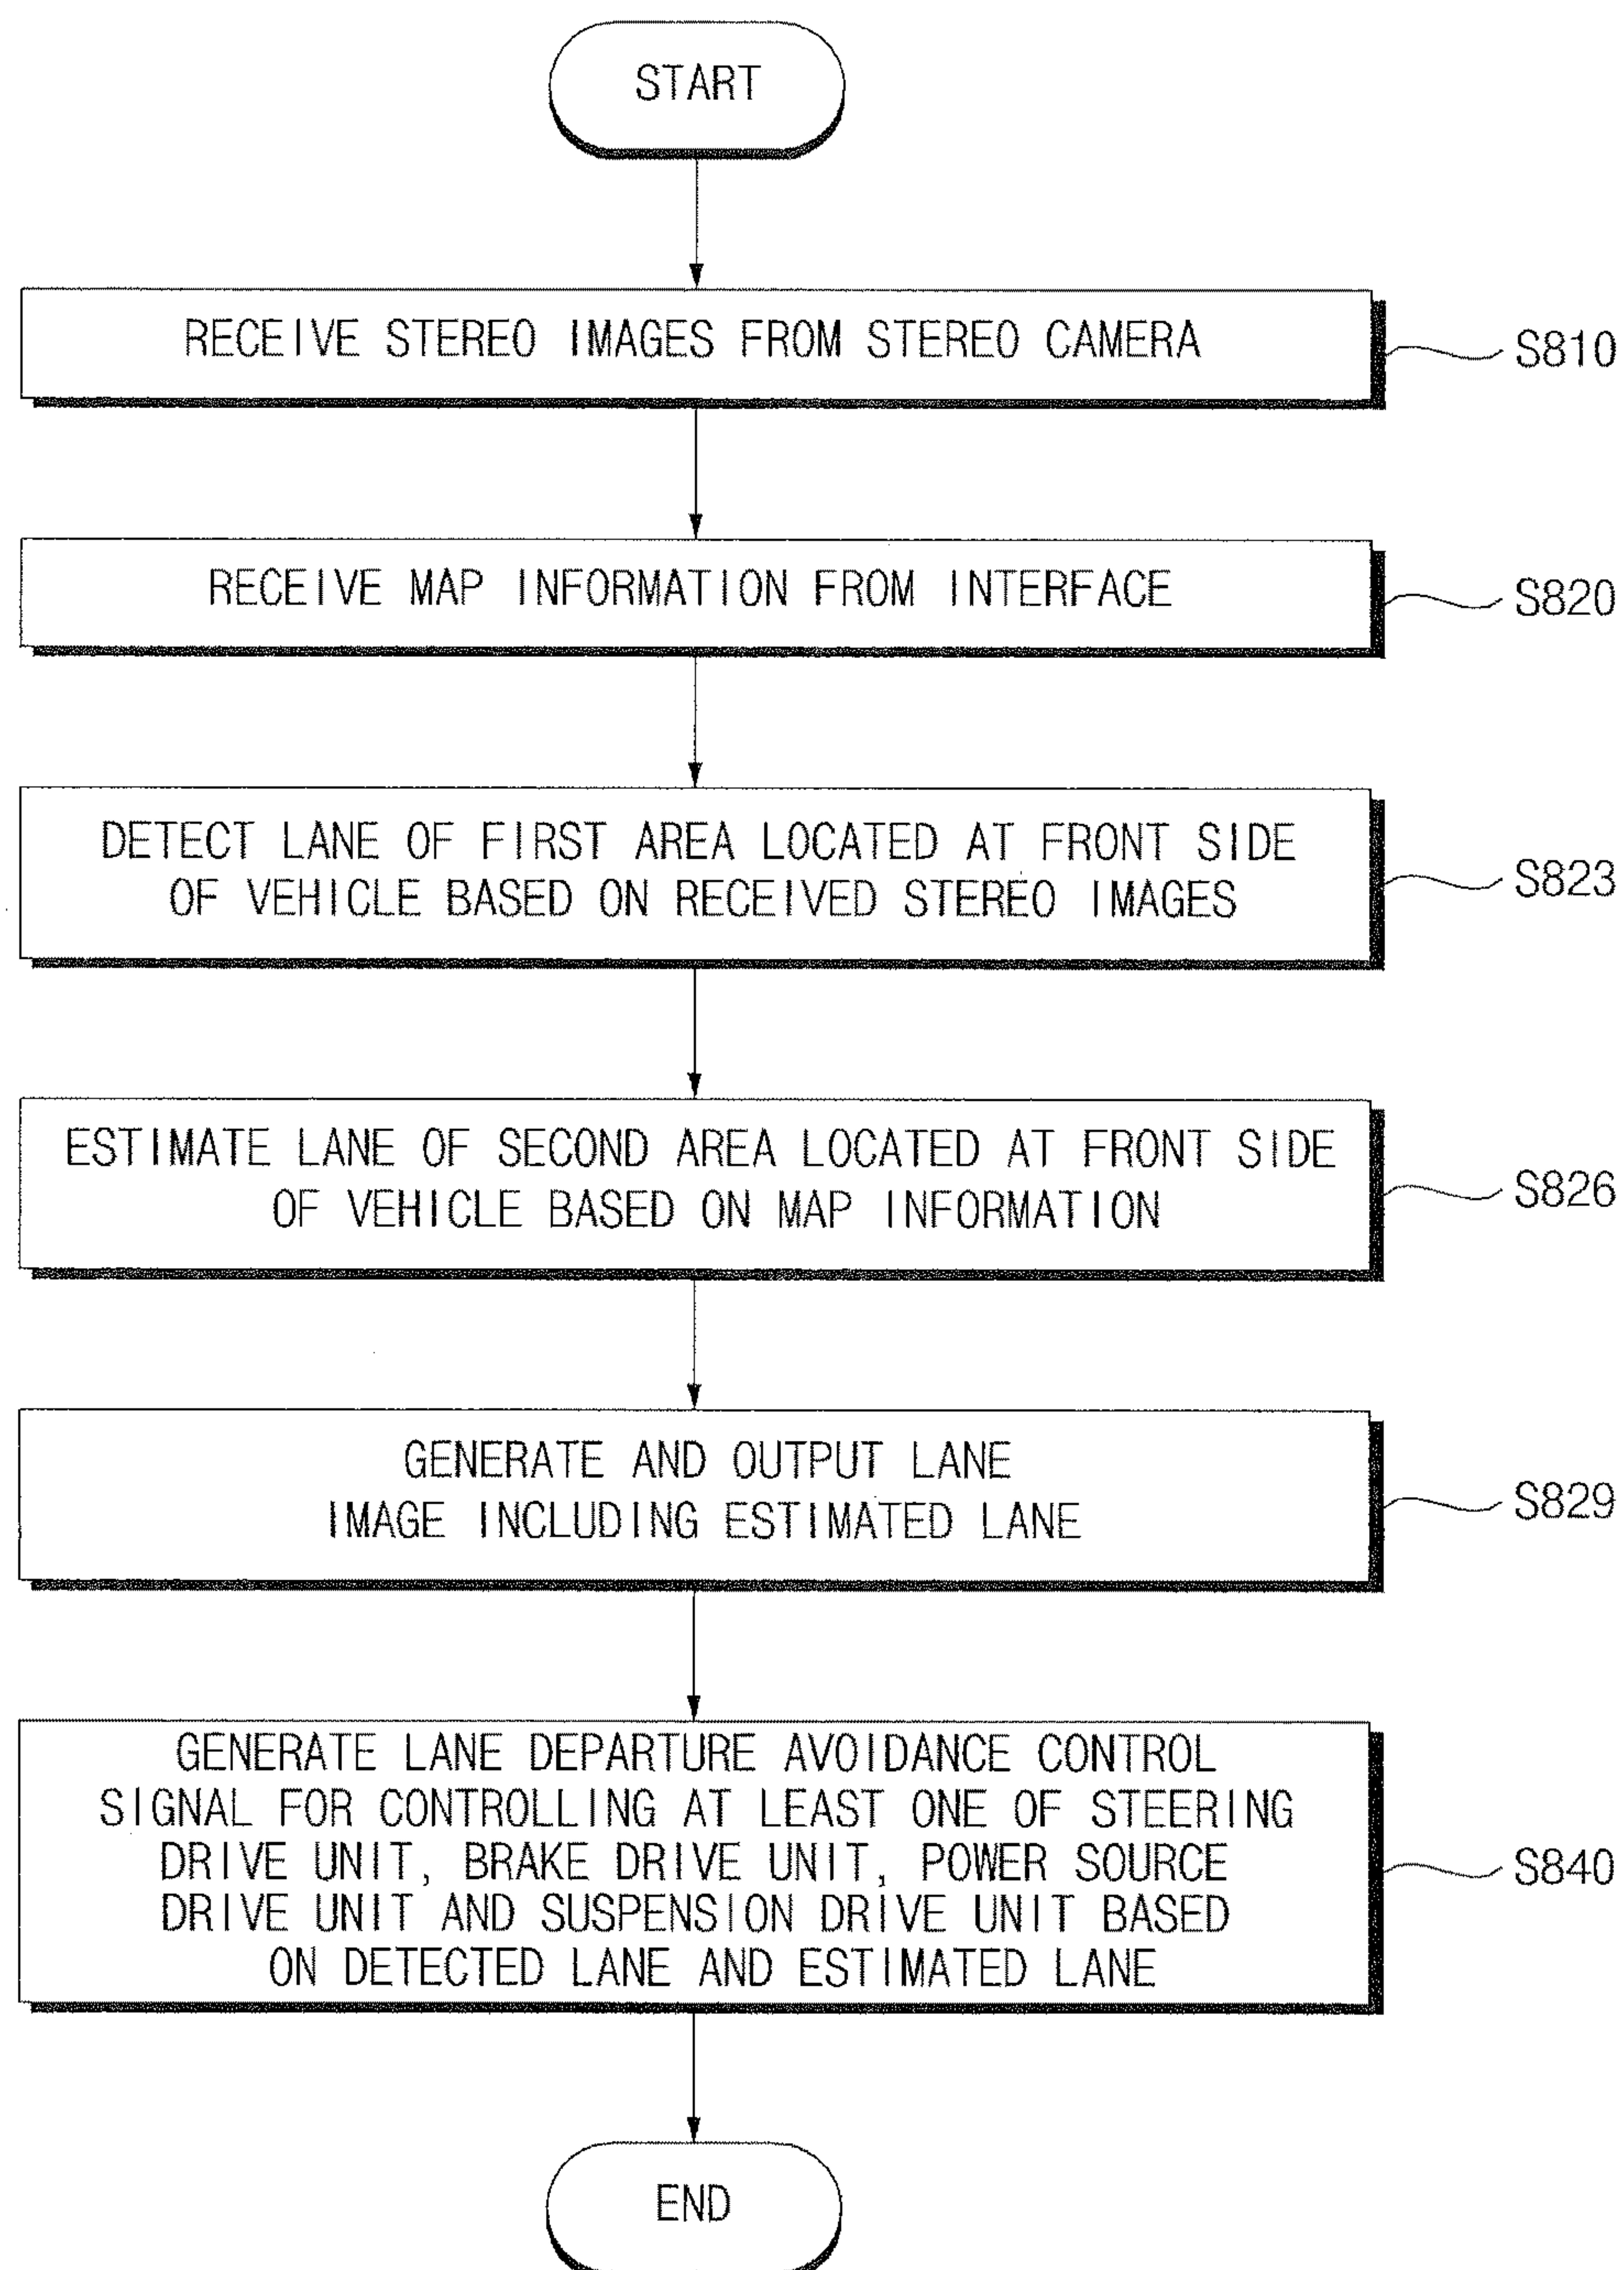 START
RECEIVE STEREO IMAGES FROM STEREO CAMERA
S810
RECEIVE MAP INFORMATION FROM INTERFACE
S820
DETECT LANE OF FIRST AREA LOCATED AT FRONT SIDE
OF VEHICLE BASED ON RECEIVED STEREO IMAGES
S823
ESTIMATE LANE OF SECOND AREA LOCATED AT FRONT SIDE
OF VEHICLE BASED ON MAP INFORMATION
S826
GENERATE AND OUTPUT LANE
IMAGE INCLUDING ESTIMATED LANE
S829
GENERATE LANE DEPARTURE AVOIDANCE CONTROL
SIGNAL FOR CONTROLLING AT LEAST ONE OF STEERING
DRIVE UNIT, BRAKE DRIVE UNIT, POWER SOURCE
DRIVE UNIT AND SUSPENSION DRIVE UNIT BASED
ON DETECTED LANE AND ESTIMATED LANE
S840
END